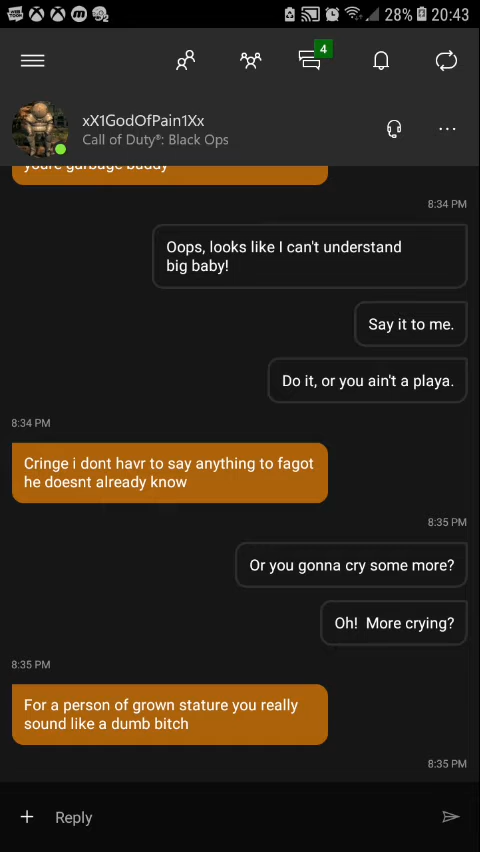 28% 20:43
4
xX1GodOfPain1Xx
Call of Duty®: Black Ops
youre garbage baddy
8:34 PM
Oops, looks like I can't understand
big baby!
Say it to me.
Do it, or you ain't a playa.
8:34 PM
Cringe i dont havr to say anything to fagot
he doesnt already know
8:35 PM
Or you gonna cry some more?
Oh!  More crying?
8:35 PM
For a person of grown stature you really
sound like a dumb bitch
8:35 PM
Reply